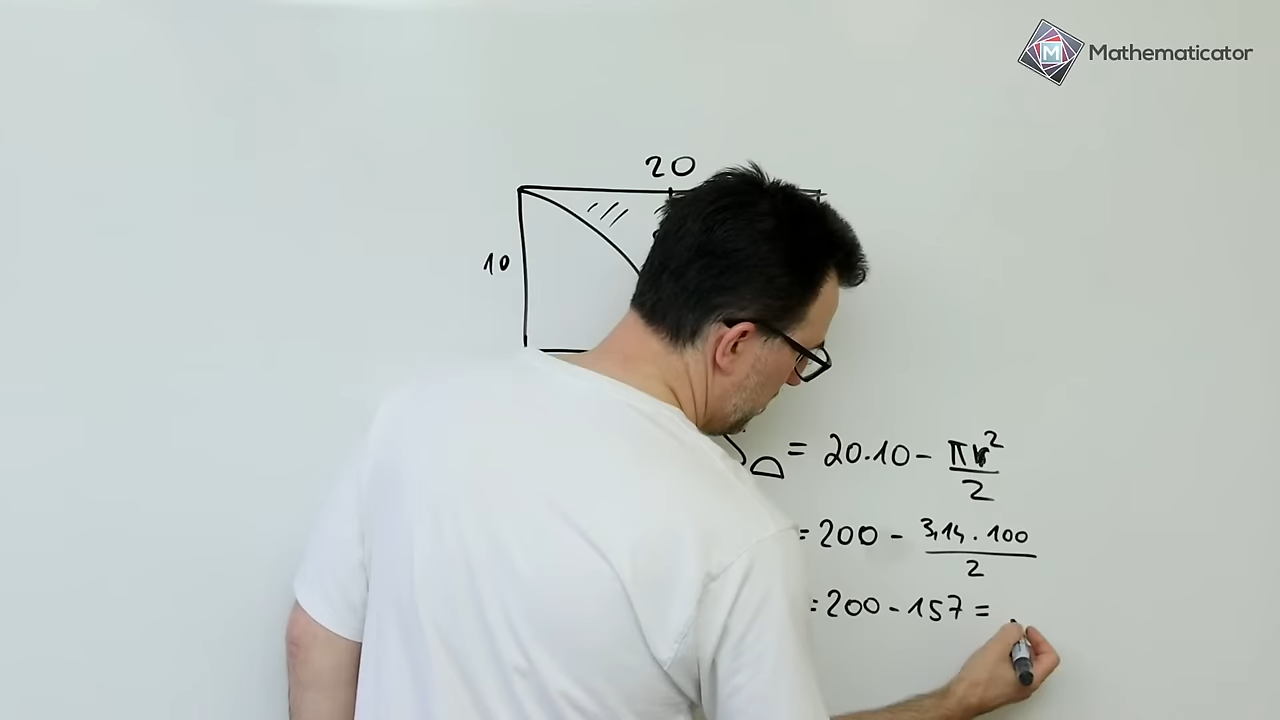 Mathematicator
20
10
= 20.10 - πr²/2
= 200 - 3,14 . 100/2
= 200 - 157 =